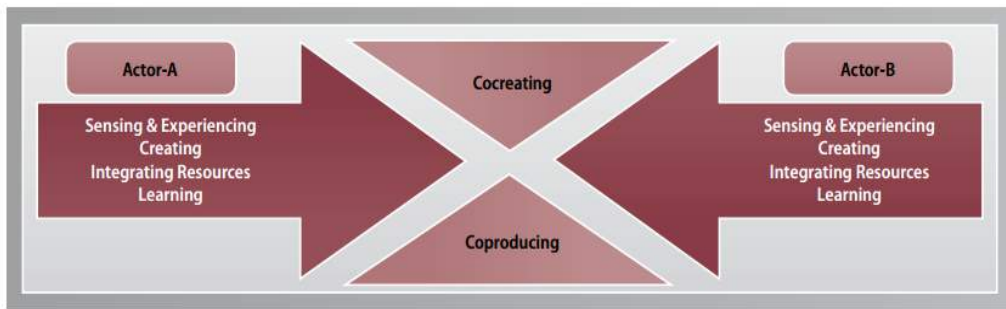 Actor-A
Sensing & Experiencing
Creating
Integrating Resources
Learning
Cocreating
Coproducing
Actor-B
Sensing & Experiencing
Creating
Integrating Resources
Learning